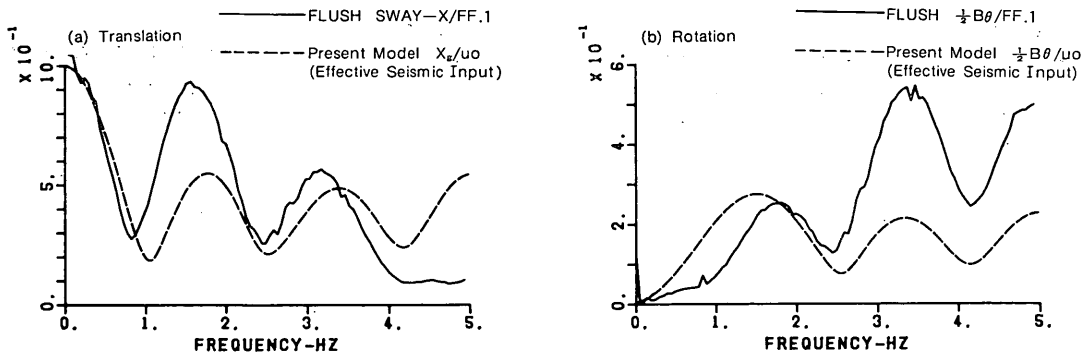 FLUSH SWAY-X/FF.1
(a) Translation
Present Model Xg/uo
(Effective Seismic Input)
X 10⁻¹
10.
5.
0.
0. 1. 2. 3. 4. 5.
FREQUENCY-HZ
FLUSH ½Bθ/FF.1
(b) Rotation
Present Model ½Bθ/uo
(Effective Seismic Input)
X 10⁻¹
6.
4.
2.
0.
0. 1. 2. 3. 4. 5.
FREQUENCY-HZ